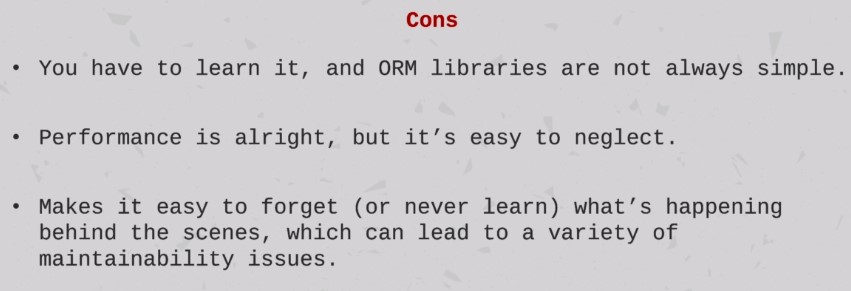 Cons
• You have to learn it, and ORM libraries are not always simple.
• Performance is alright, but it’s easy to neglect.
• Makes it easy to forget (or never learn) what’s happening
behind the scenes, which can lead to a variety of
maintainability issues.